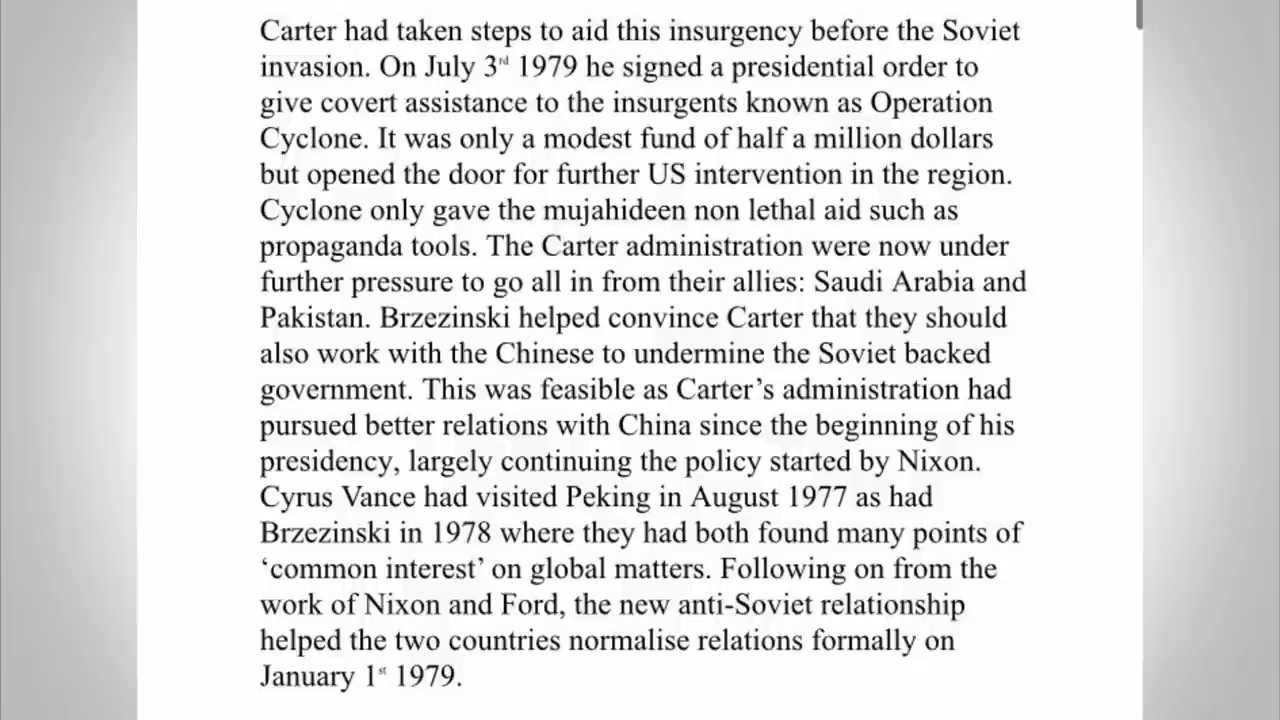 Carter had taken steps to aid this insurgency before the Soviet
invasion. On July 3rd 1979 he signed a presidential order to
give covert assistance to the insurgents known as Operation
Cyclone. It was only a modest fund of half a million dollars
but opened the door for further US intervention in the region.
Cyclone only gave the mujahideen non lethal aid such as
propaganda tools. The Carter administration were now under
further pressure to go all in from their allies: Saudi Arabia and
Pakistan. Brzezinski helped convince Carter that they should
also work with the Chinese to undermine the Soviet backed
government. This was feasible as Carter’s administration had
pursued better relations with China since the beginning of his
presidency, largely continuing the policy started by Nixon.
Cyrus Vance had visited Peking in August 1977 as had
Brzezinski in 1978 where they had both found many points of
‘common interest’ on global matters. Following on from the
work of Nixon and Ford, the new anti-Soviet relationship
helped the two countries normalise relations formally on
January 1st 1979.